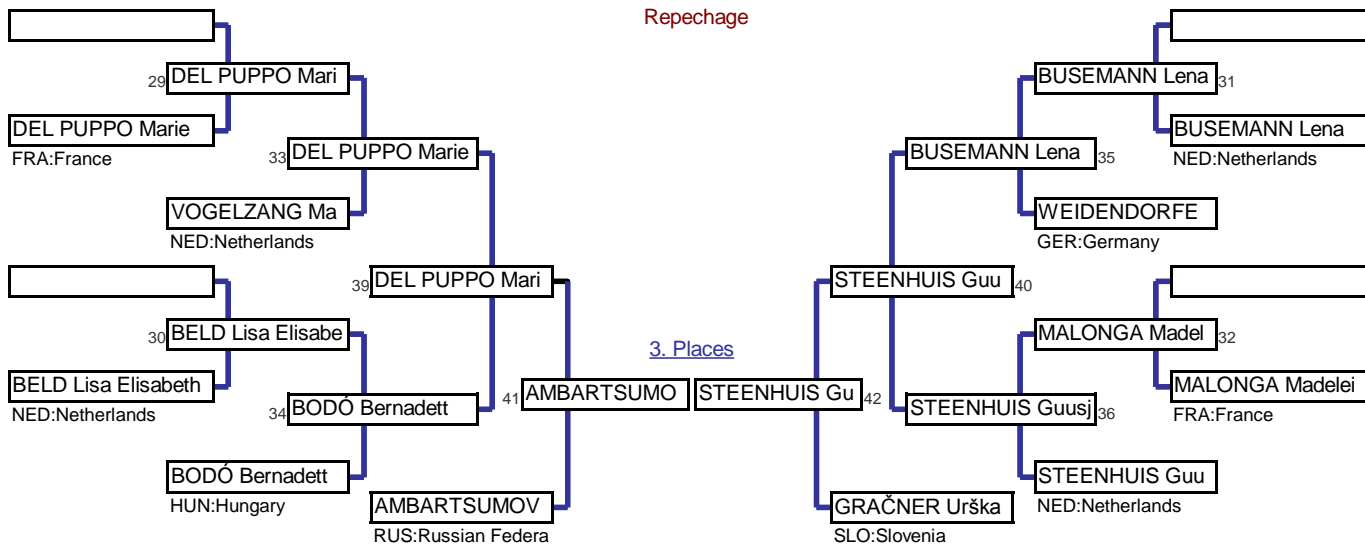 Repechage
29 DEL PUPPO Mari
BUSEMANN Lena 31
DEL PUPPO Marie
FRA:France
BUSEMANN Lena
NED:Netherlands
33 DEL PUPPO Marie
BUSEMANN Lena 35
VOGELZANG Ma
NED:Netherlands
WEIDENDORFE
GER:Germany
39 DEL PUPPO Mari
STEENHUIS Guu 40
30 BELD Lisa Elisabe
MALONGA Madel 32
3. Places
BELD Lisa Elisabeth
NED:Netherlands
41 AMBARTSUMO
STEENHUIS Gu 42
MALONGA Madelei
FRA:France
34 BODÓ Bernadett
STEENHUIS Guusj 36
BODÓ Bernadett
HUN:Hungary
STEENHUIS Guu
NED:Netherlands
AMBARTSUMOV
RUS:Russian Federa
GRAČNER Urška
SLO:Slovenia